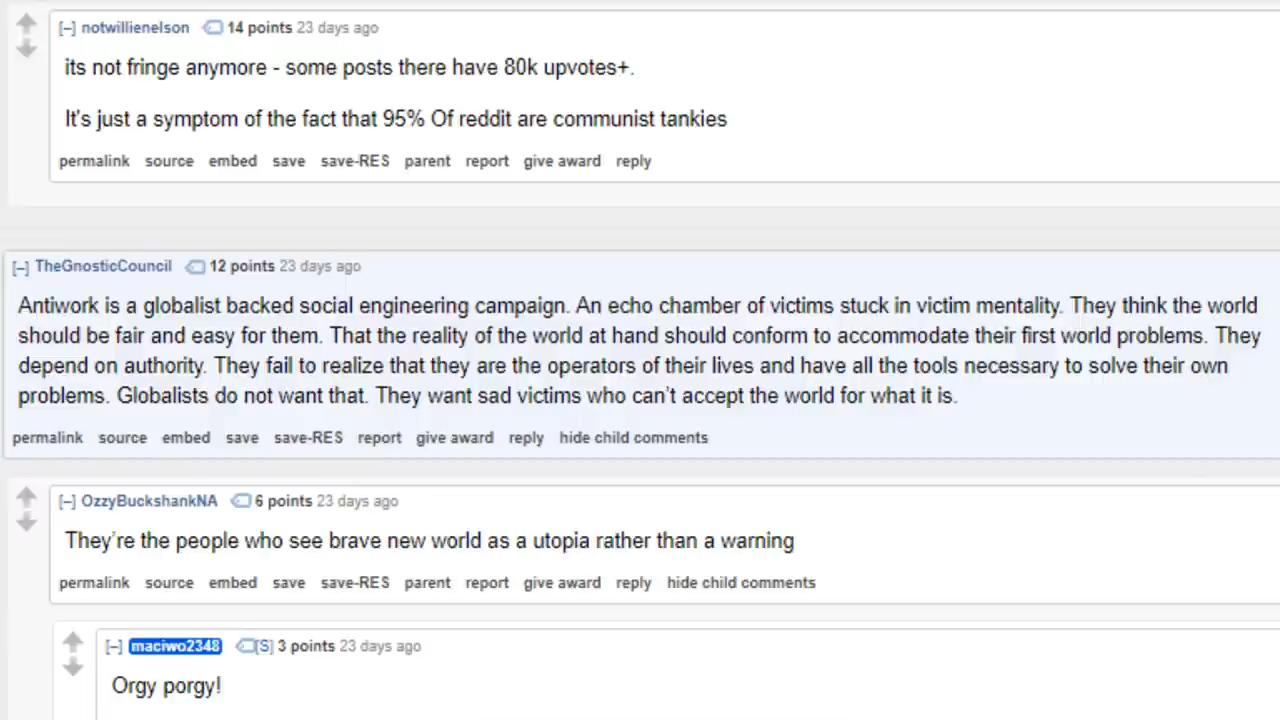 [–] notwillienelson 14 points 23 days ago
its not fringe anymore - some posts there have 80k upvotes+.
It's just a symptom of the fact that 95% Of reddit are communist tankies
permalink source embed save save-RES parent report give award reply
[–] TheGnosticCouncil 12 points 23 days ago
Antiwork is a globalist backed social engineering campaign. An echo chamber of victims stuck in victim mentality. They think the world
should be fair and easy for them. That the reality of the world at hand should conform to accommodate their first world problems. They
depend on authority. They fail to realize that they are the operators of their lives and have all the tools necessary to solve their own
problems. Globalists do not want that. They want sad victims who can't accept the world for what it is.
permalink source embed save save-RES report give award reply hide child comments
[–] OzzyBuckshankNA 6 points 23 days ago
They're the people who see brave new world as a utopia rather than a warning
permalink source embed save save-RES parent report give award reply hide child comments
[–] maciwo2348 [S] 3 points 23 days ago
Orgy porgy!